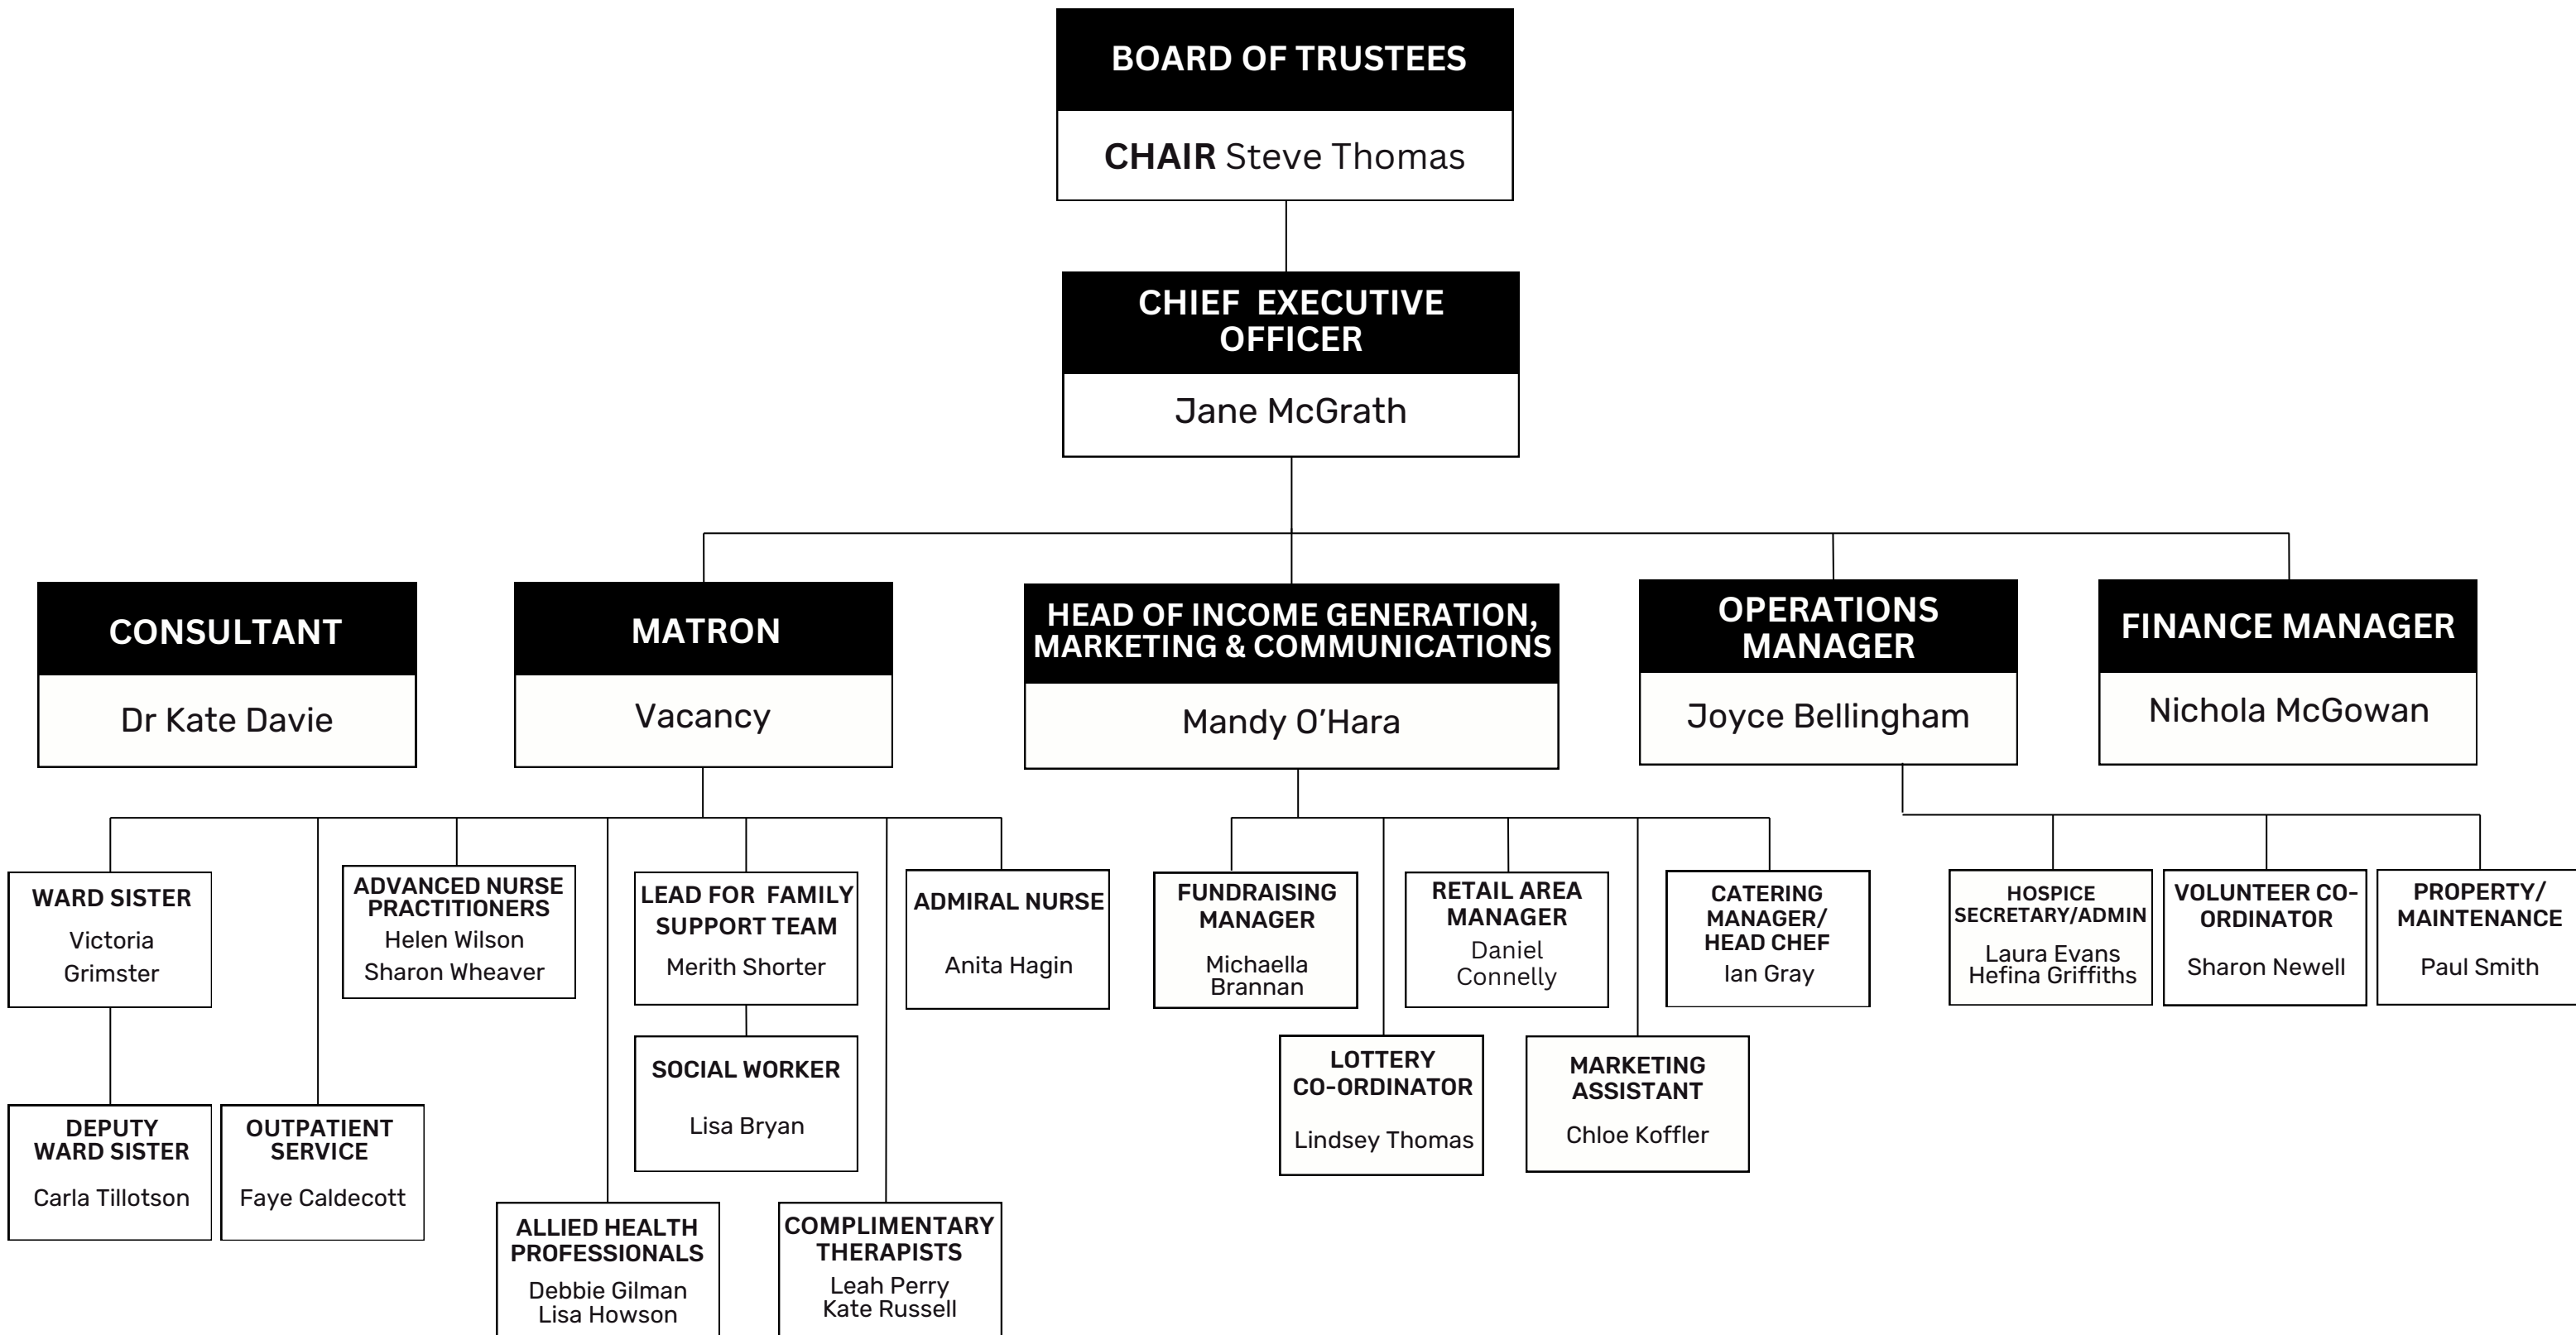 BOARD OF TRUSTEES
CHAIR Steve Thomas
CHIEF EXECUTIVE
OFFICER
Jane McGrath
CONSULTANT
Dr Kate Davie
MATRON
Vacancy
HEAD OF INCOME GENERATION,
MARKETING & COMMUNICATIONS
Mandy O’Hara
OPERATIONS
MANAGER
Joyce Bellingham
FINANCE MANAGER
Nichola McGowan
WARD SISTER
Victoria
Grimster
ADVANCED NURSE
PRACTITIONERS
Helen Wilson
Sharon Wheaver
LEAD FOR FAMILY
SUPPORT TEAM
Merith Shorter
ADMIRAL NURSE
Anita Hagin
FUNDRAISING
MANAGER
Michaella
Brannan
RETAIL AREA
MANAGER
Daniel
Connelly
CATERING
MANAGER/
HEAD CHEF
Ian Gray
HOSPICE
SECRETARY/ADMIN
Laura Evans
Hefina Griffiths
VOLUNTEER CO-
ORDINATOR
Sharon Newell
PROPERTY/
MAINTENANCE
Paul Smith
SOCIAL WORKER
Lisa Bryan
LOTTERY
CO-ORDINATOR
Lindsey Thomas
MARKETING
ASSISTANT
Chloe Koffler
DEPUTY
WARD SISTER
Carla Tillotson
OUTPATIENT
SERVICE
Faye Caldecott
ALLIED HEALTH
PROFESSIONALS
Debbie Gilman
Lisa Howson
COMPLIMENTARY
THERAPISTS
Leah Perry
Kate Russell